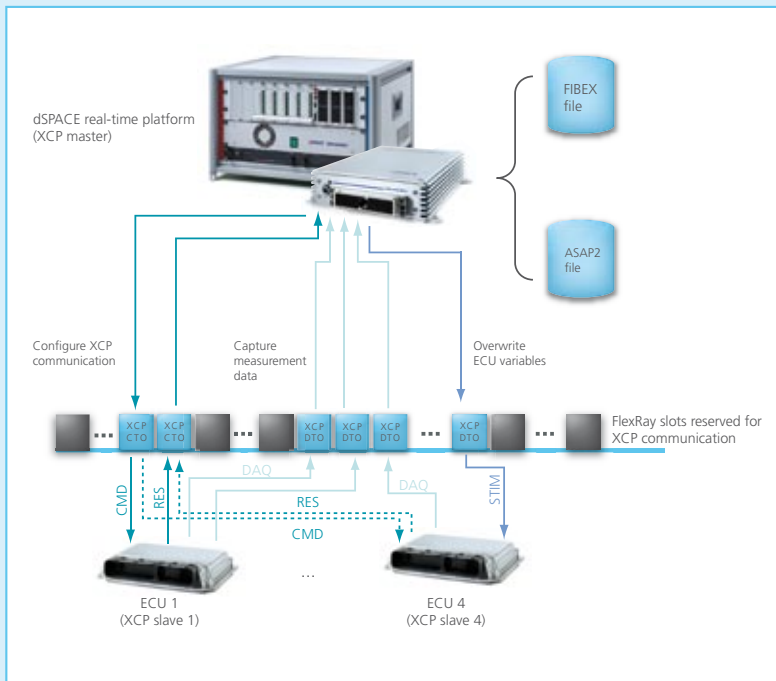 FIBEX
file
dSPACE real-time platform
(XCP master)
ASAP2
file
Configure XCP
communication
Capture
measurement
data
Overwrite
ECU variables
FlexRay slots reserved for
XCP communication
...
XCP
CTO
XCP
CTO
...
XCP
DTO
XCP
DTO
XCP
DTO
...
XCP
DTO
...
CMD
RES
DAQ
DAQ
STIM
RES
CMD
...
ECU 1
(XCP slave 1)
ECU 4
(XCP slave 4)